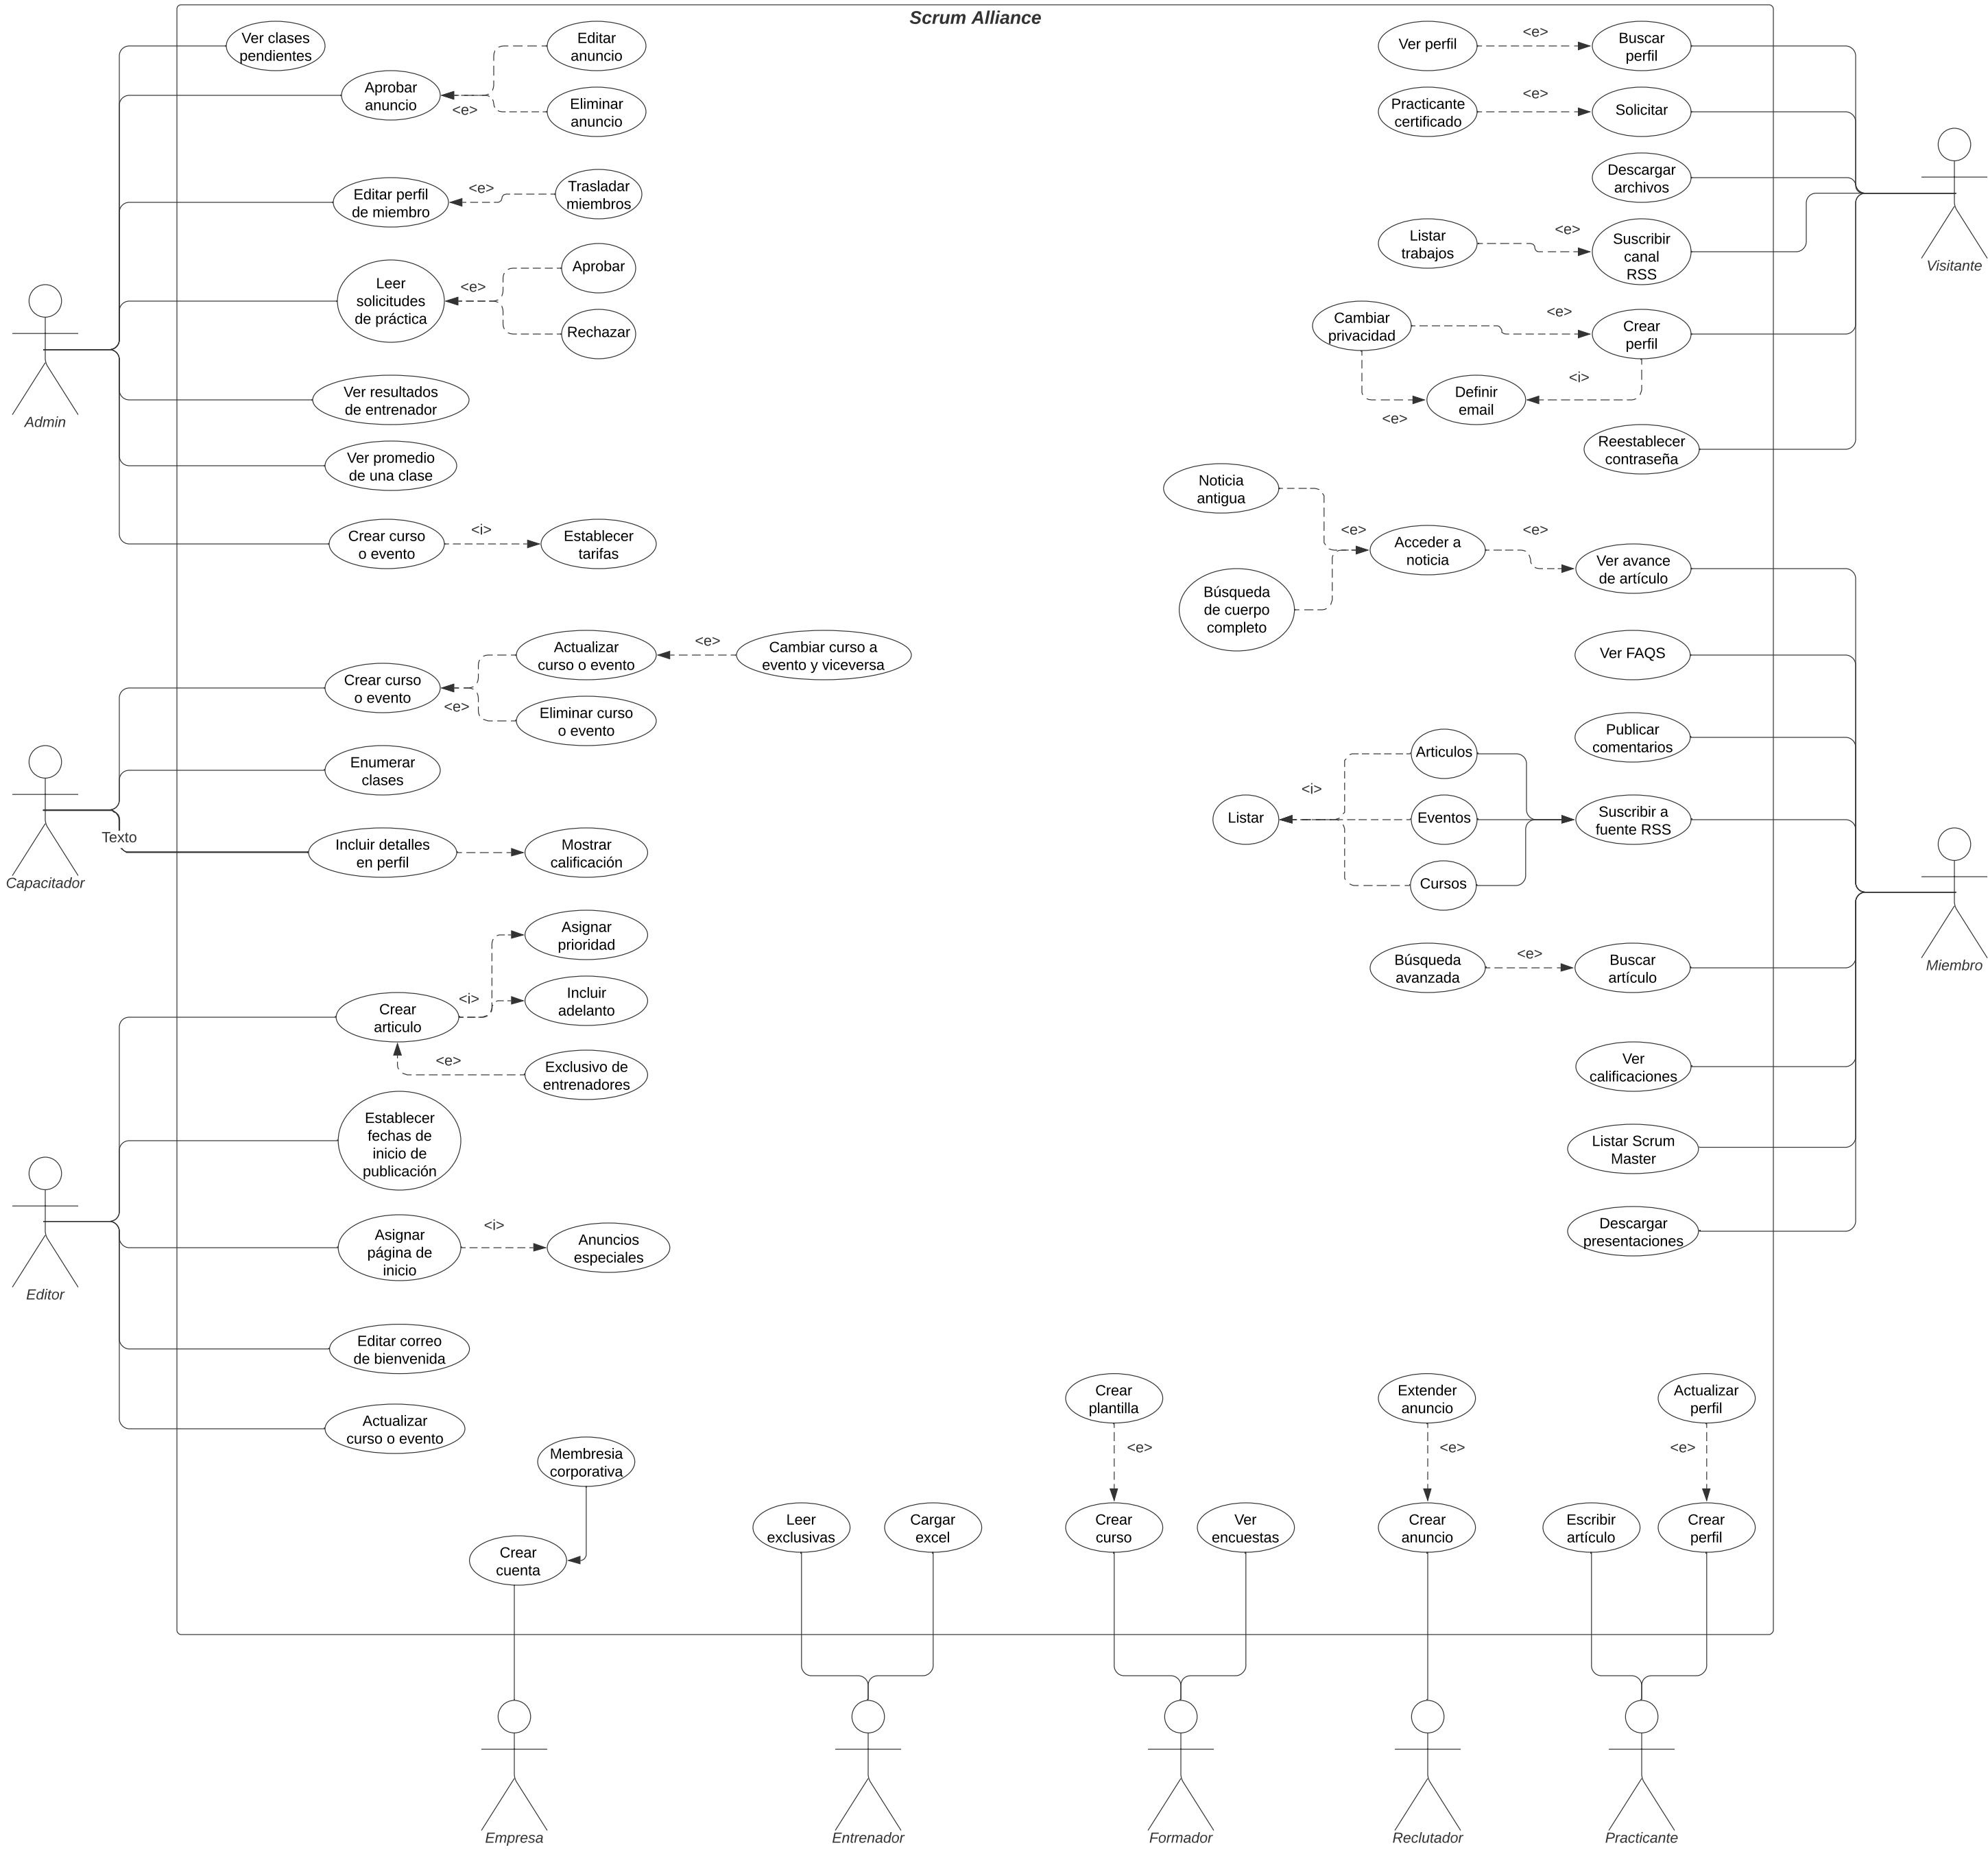 Scrum Alliance
Ver clases
pendientes
Editar
anuncio
Aprobar
anuncio
<e>
Eliminar
anuncio
Editar perfil
de miembro
<e>
Trasladar
miembros
Leer
solicitudes
de práctica
<e>
Aprobar
Rechazar
Ver resultados
de entrenador
Ver promedio
de una clase
Crear curso
o evento
<i>
Establecer
tarifas
Admin
Ver perfil
<e>
Buscar
perfil
Practicante
certificado
<e>
Solicitar
Descargar
archivos
Listar
trabajos
<e>
Suscribir
canal
RSS
Cambiar
privacidad
<e>
Crear
perfil
<i>
Definir
email
<e>
Reestablecer
contraseña
Visitante
Noticia
antigua
<e>
Acceder a
noticia
<e>
Ver avance
de artículo
Búsqueda
de cuerpo
completo
Ver FAQS
Publicar
comentarios
Articulos
<i>
Listar
Eventos
Suscribir a
fuente RSS
Cursos
Búsqueda
avanzada
<e>
Buscar
artículo
Ver
calificaciones
Listar Scrum
Master
Descargar
presentaciones
Miembro
Crear curso
o evento
<e>
Actualizar
curso o evento
<e>
Cambiar curso a
evento y viceversa
Eliminar curso
o evento
Enumerar
clases
Texto
Incluir detalles
en perfil
Mostrar
calificación
Capacitador
Asignar
prioridad
<i>
Crear
articulo
Incluir
adelanto
<e>
Exclusivo de
entrenadores
Establecer
fechas de
inicio de
publicación
Asignar
página de
inicio
<i>
Anuncios
especiales
Editar correo
de bienvenida
Actualizar
curso o evento
Editor
Membresia
corporativa
Crear
cuenta
Empresa
Leer
exclusivas
Cargar
excel
Entrenador
Crear
plantilla
<e>
Crear
curso
Ver
encuestas
Formador
Extender
anuncio
<e>
Crear
anuncio
Reclutador
Actualizar
perfil
<e>
Escribir
artículo
Crear
perfil
Practicante